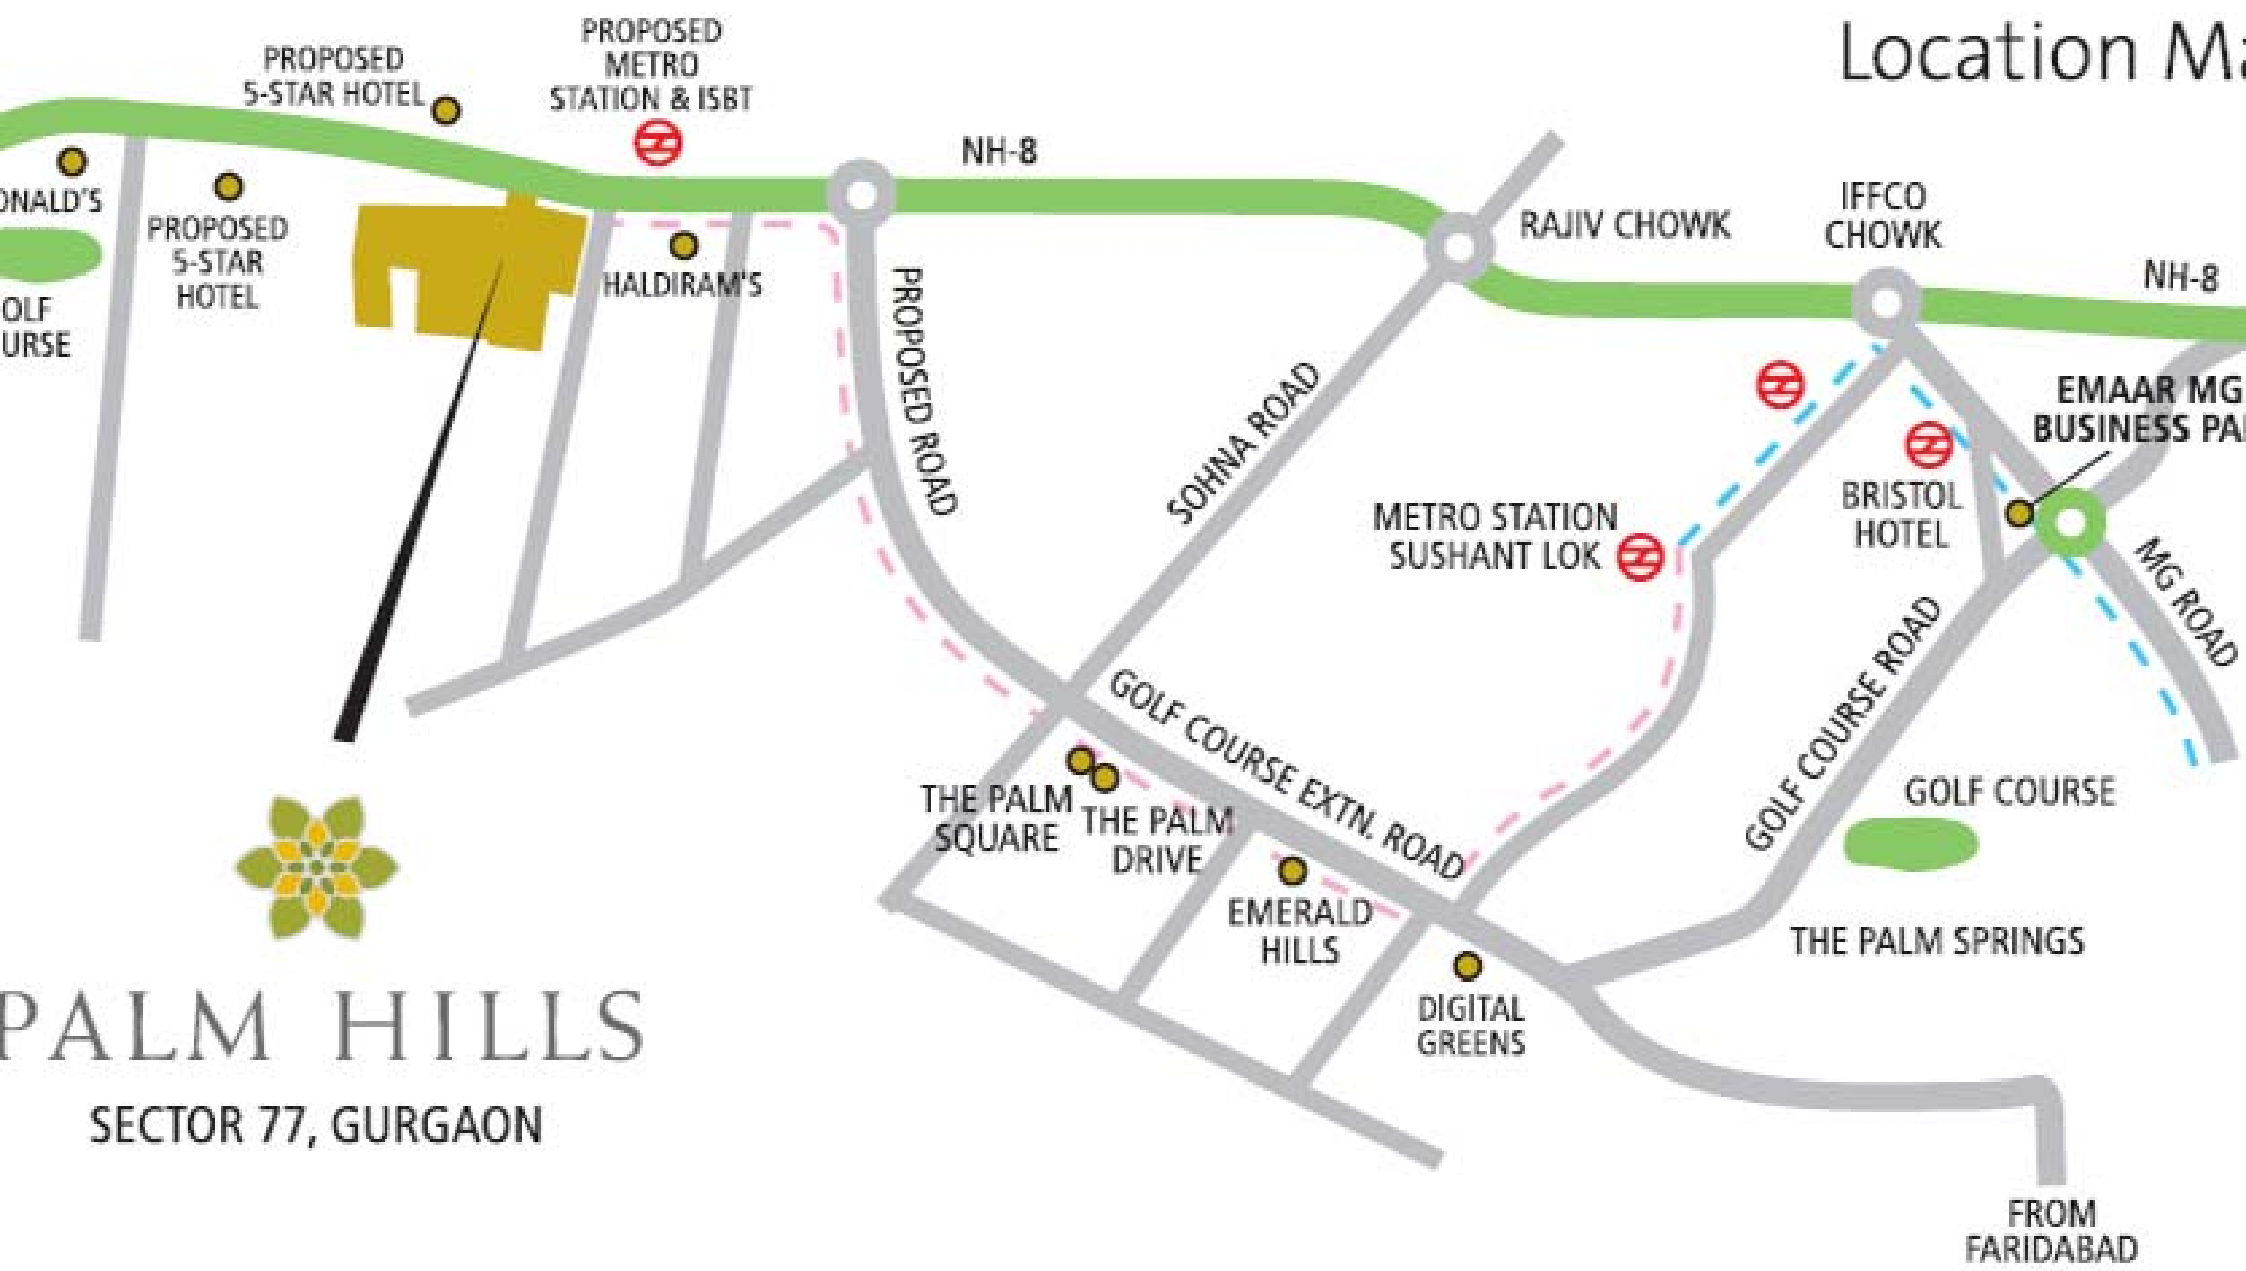 Location Ma
PROPOSED
5-STAR HOTEL
PROPOSED
METRO
STATION & ISBT
NH-8
ONALD'S
PROPOSED
5-STAR
HOTEL
OLF
URSE
HALDIRAM'S
PROPOSED ROAD
RAJIV CHOWK
IFFCO
CHOWK
NH-8
SOHNA ROAD
EMAAR MG
BUSINESS PA
METRO STATION
SUSHANT LOK
BRISTOL
HOTEL
MG ROAD
GOLF COURSE ROAD
GOLF COURSE EXTN. ROAD
THE PALM
SQUARE
THE PALM
DRIVE
GOLF COURSE
EMERALD
HILLS
THE PALM SPRINGS
DIGITAL
GREENS
PALM HILLS
SECTOR 77, GURGAON
FROM
FARIDABAD